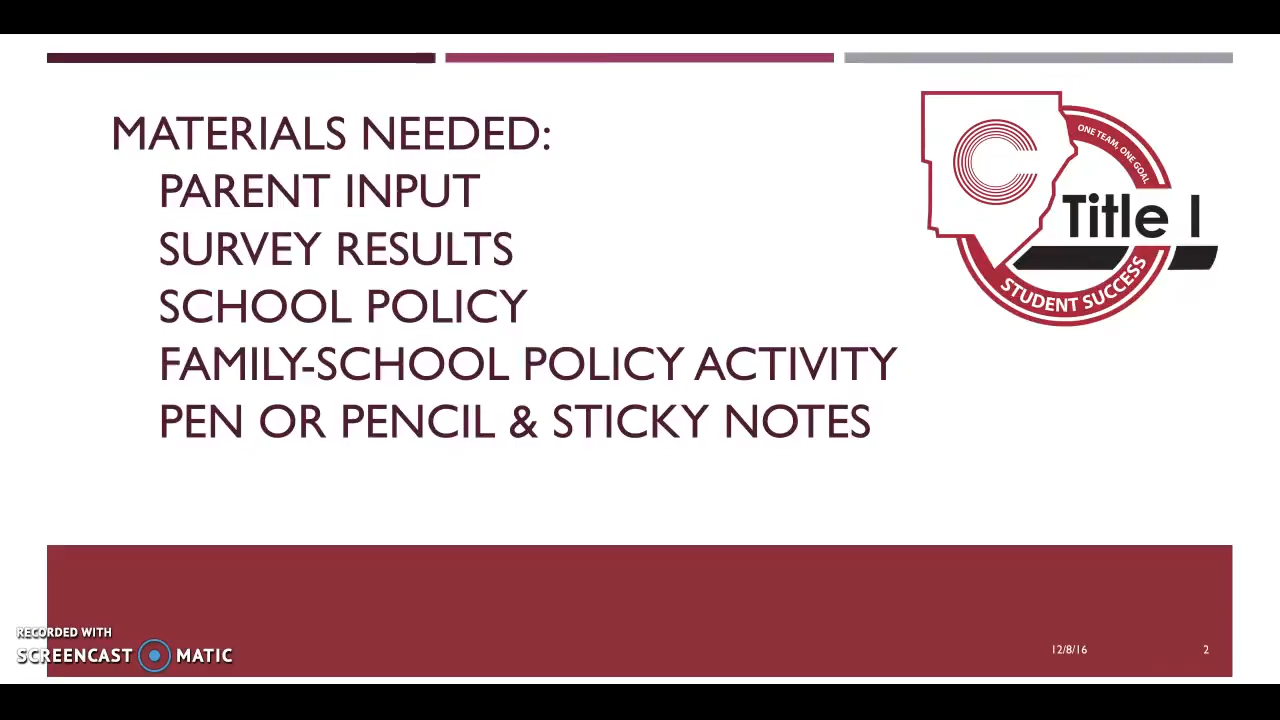 MATERIALS NEEDED:
PARENT INPUT
SURVEY RESULTS
SCHOOL POLICY
FAMILY-SCHOOL POLICY ACTIVITY
PEN OR PENCIL & STICKY NOTES
C
ONE TEAM, ONE GOAL
Title I
STUDENT SUCCESS
RECORDED WITH
SCREENCAST MATIC
12/8/16
2